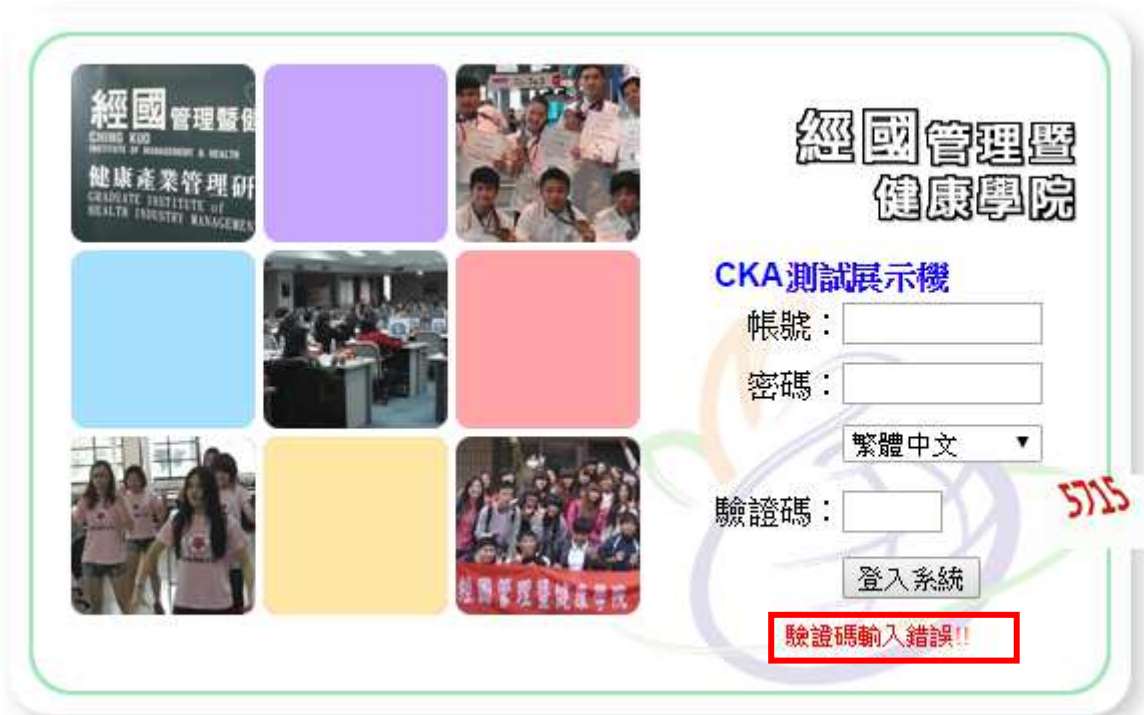 經國管理暨健
CHING KUO
INSTITUTE OF MANAGEMENT & HEALTH
健康產業管理研
GRADUATE INSTITUTE of
HEALTH INDUSTRY MANAGEMEN
經國管理暨
健康學院
CKA測試展示機
帳號：
密碼：
繁體中文
驗證碼：
5715
登入系統
驗證碼輸入錯誤!!
經國管理暨健康學院